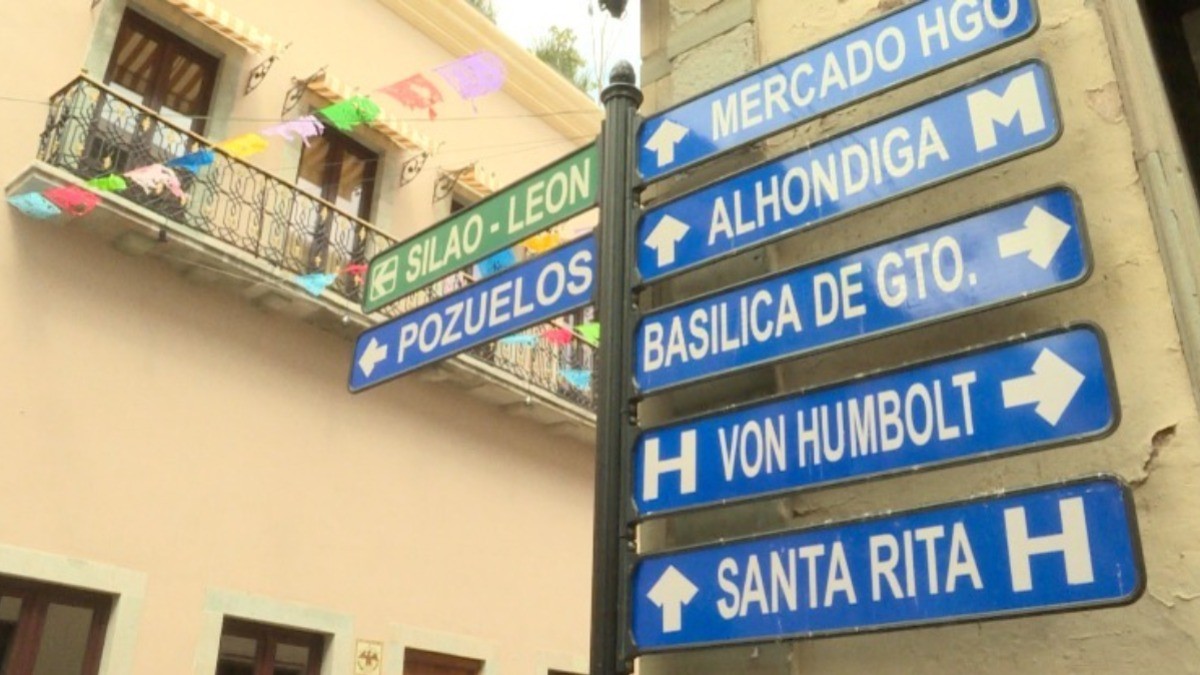 SILAO - LEON
POZUELOS
MERCADO HGO
ALHONDIGA M
BASILICA DE GTO.
H VON HUMBOLT
SANTA RITA H